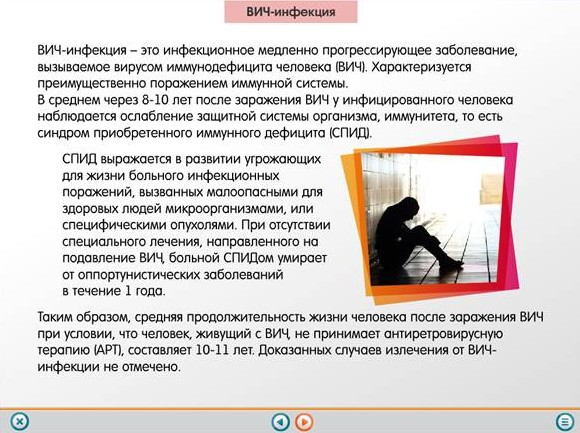 ВИЧ-инфекция
ВИЧ-инфекция – это инфекционное медленно прогрессирующее заболевание,
вызываемое вирусом иммунодефицита человека (ВИЧ). Характеризуется
преимущественно поражением иммунной системы.
В среднем через 8-10 лет после заражения ВИЧ у инфицированного человека
наблюдается ослабление защитной системы организма, иммунитета, то есть
синдром приобретенного иммунного дефицита (СПИД).
СПИД выражается в развитии угрожающих
для жизни больного инфекционных
поражений, вызванных малоопасными для
здоровых людей микроорганизмами, или
специфическими опухолями. При отсутствии
специального лечения, направленного на
подавление ВИЧ, больной СПИДом умирает
от оппортунистических заболеваний
в течение 1 года.
Таким образом, средняя продолжительность жизни человека после заражения ВИЧ
при условии, что человек, живущий с ВИЧ, не принимает антиретровирусную
терапию (АРТ), составляет 10-11 лет. Доказанных случаев излечения от ВИЧ-
инфекции не отмечено.